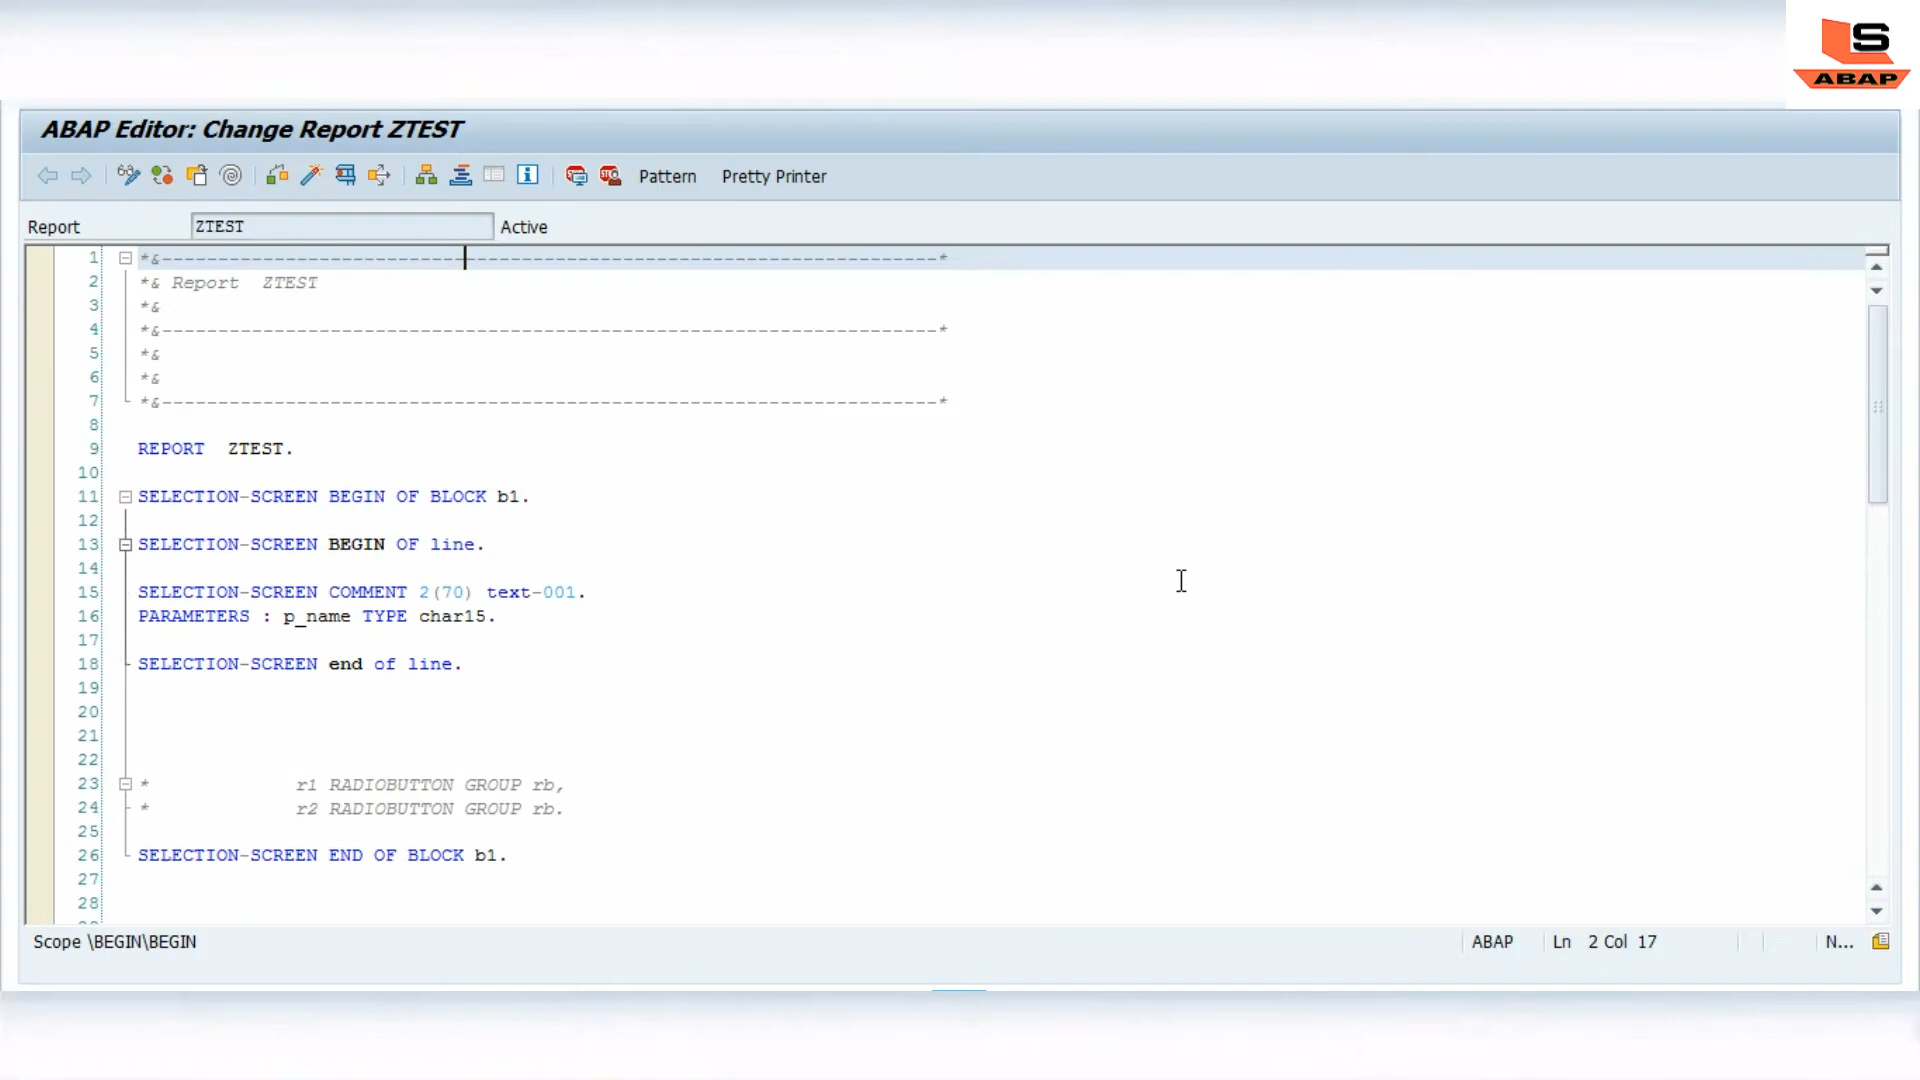 LS
ABAP
ABAP Editor: Change Report ZTEST
Pattern Pretty Printer
Report ZTEST Active
1 *&---------------------------------------------------------------------*
2 *& Report  ZTEST
3 *&
4 *&---------------------------------------------------------------------*
5 *&
6 *&
7 *&---------------------------------------------------------------------*
8
9 REPORT  ZTEST.
10
11 SELECTION-SCREEN BEGIN OF BLOCK b1.
12
13 SELECTION-SCREEN BEGIN OF line.
14
15 SELECTION-SCREEN COMMENT 2(70) text-001.
16 PARAMETERS : p_name TYPE char15.
17
18 SELECTION-SCREEN end of line.
19
20
21
22
23 *             r1 RADIOBUTTON GROUP rb,
24 *             r2 RADIOBUTTON GROUP rb.
25
26 SELECTION-SCREEN END OF BLOCK b1.
27
28
Scope \BEGIN\BEGIN ABAP Ln 2 Col 17 N...